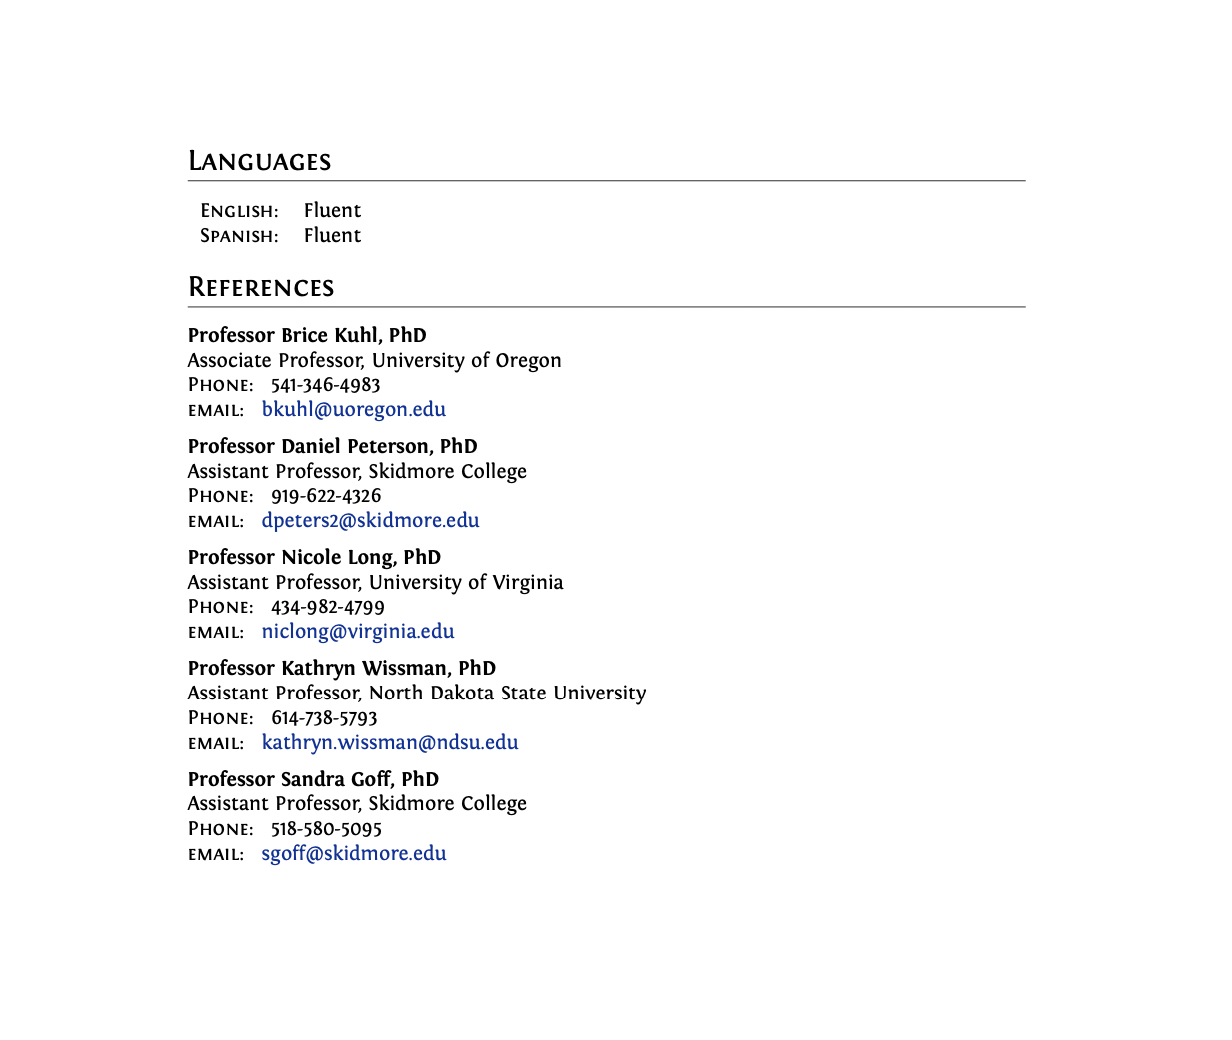 Languages
English: Fluent
Spanish: Fluent
References
Professor Brice Kuhl, PhD
Associate Professor, University of Oregon
Phone: 541-346-4983
email: bkuhl@uoregon.edu
Professor Daniel Peterson, PhD
Assistant Professor, Skidmore College
Phone: 919-622-4326
email: dpeters2@skidmore.edu
Professor Nicole Long, PhD
Assistant Professor, University of Virginia
Phone: 434-982-4799
email: niclong@virginia.edu
Professor Kathryn Wissman, PhD
Assistant Professor, North Dakota State University
Phone: 614-738-5793
email: kathryn.wissman@ndsu.edu
Professor Sandra Goff, PhD
Assistant Professor, Skidmore College
Phone: 518-580-5095
email: sgoff@skidmore.edu